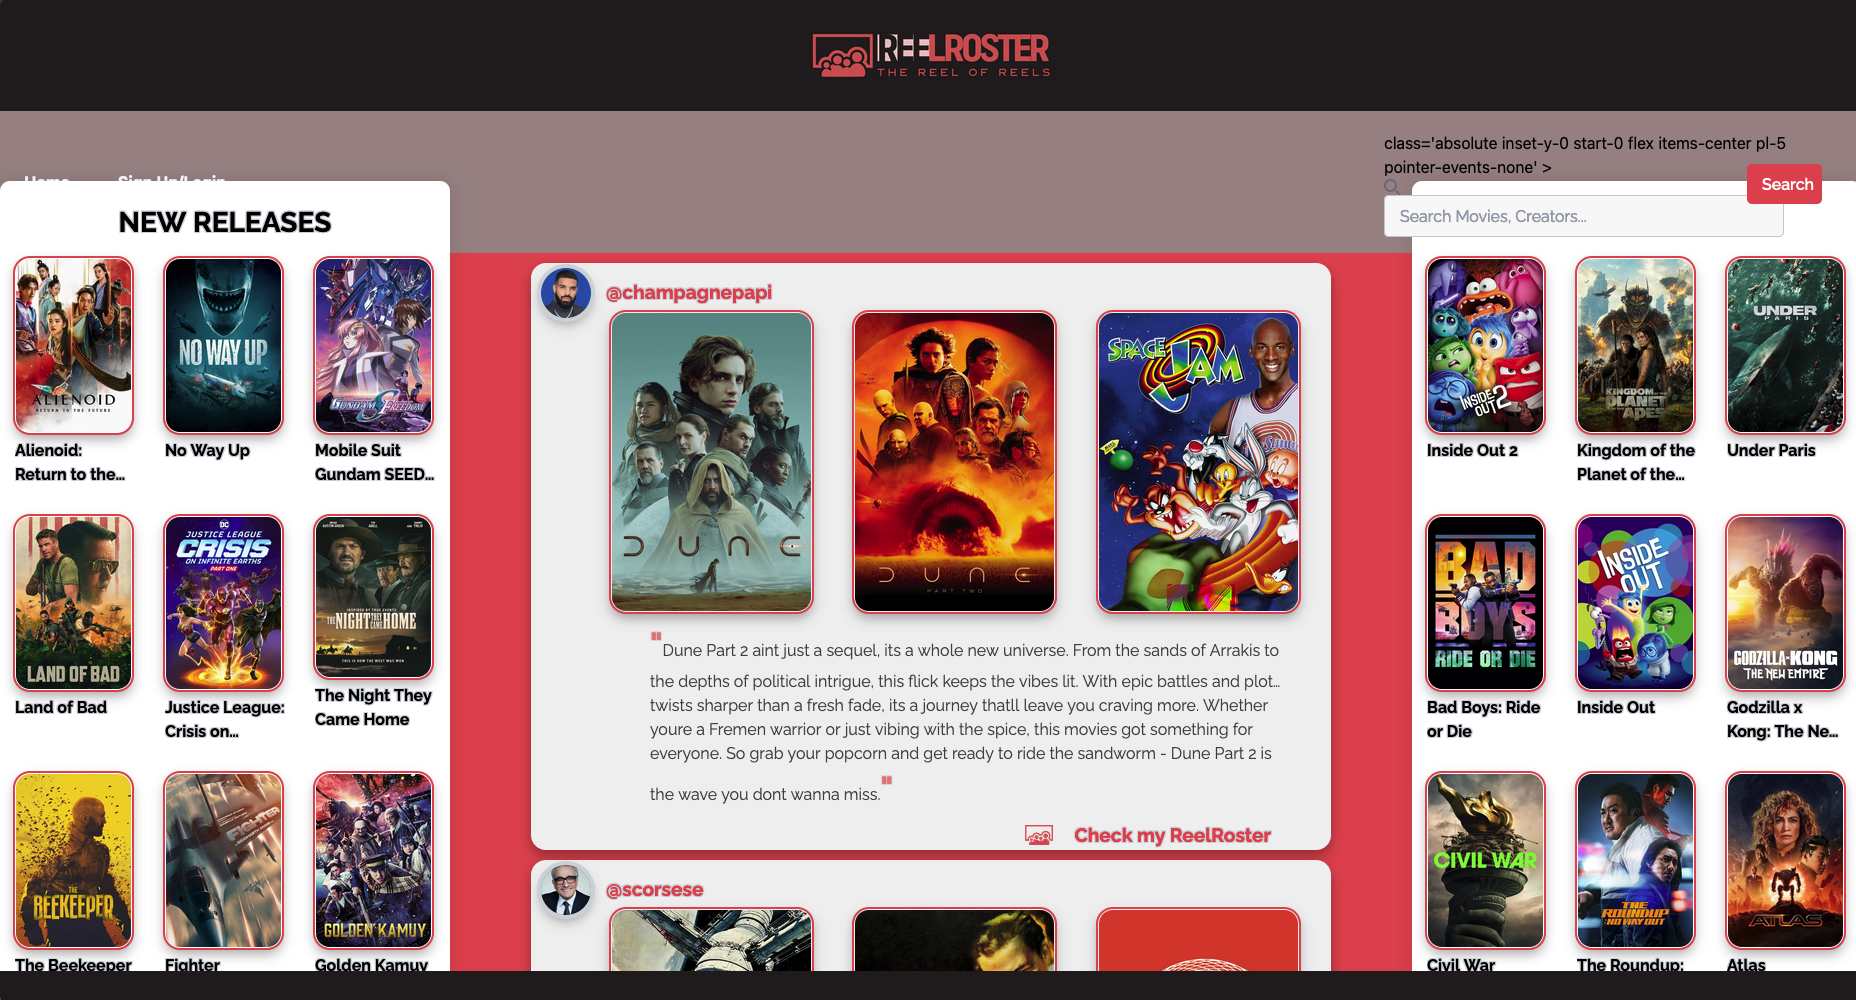 REELROSTER
THE REEL OF REELS
class='absolute inset-y-0 start-0 flex items-center pl-5
pointer-events-none' >
Home
Sign Up/Login
Search
Search Movies, Creators...
NEW RELEASES
ALIENOID
RETURN TO THE FUTURE
NO WAY UP
GUNDAM SEED FREEDOM
Alienoid:
Return to the...
No Way Up
Mobile Suit
Gundam SEED...
LAND OF BAD
DC
JUSTICE LEAGUE
CRISIS
ON INFINITE EARTHS
PART ONE
INSPIRED BY TRUE EVENTS
THE NIGHT THEY CAME HOME
THIS IS HOW THE WEST WAS WON
Land of Bad
Justice League:
Crisis on...
The Night They
Came Home
THE
BEEKEEPER
FIGHTER
GOLDEN KAMUY
The Beekeeper
Fighter
Golden Kamuy
@champagnepapi
DUNE
DUNE
PART TWO
SPACE JAM
"Dune Part 2 aint just a sequel, its a whole new universe. From the sands of Arrakis to
the depths of political intrigue, this flick keeps the vibes lit. With epic battles and plot...
twists sharper than a fresh fade, its a journey thatll leave you craving more. Whether
youre a Fremen warrior or just vibing with the spice, this movies got something for
everyone. So grab your popcorn and get ready to ride the sandworm - Dune Part 2 is
the wave you dont wanna miss."
Check my ReelRoster
@scorsese
INSIDE OUT 2
KINGDOM OF THE
PLANET OF THE
APES
UNDER
PARIS
Inside Out 2
Kingdom of the
Planet of the...
Under Paris
BAD
BOYS
RIDE OR DIE
INSIDE
OUT
GODZILLA x KONG
THE NEW EMPIRE
Bad Boys: Ride
or Die
Inside Out
Godzilla x
Kong: The Ne...
CIVIL WAR
THE
ROUNDUP
: NO WAY OUT
ATLAS
Civil War
The Roundup:
Atlas